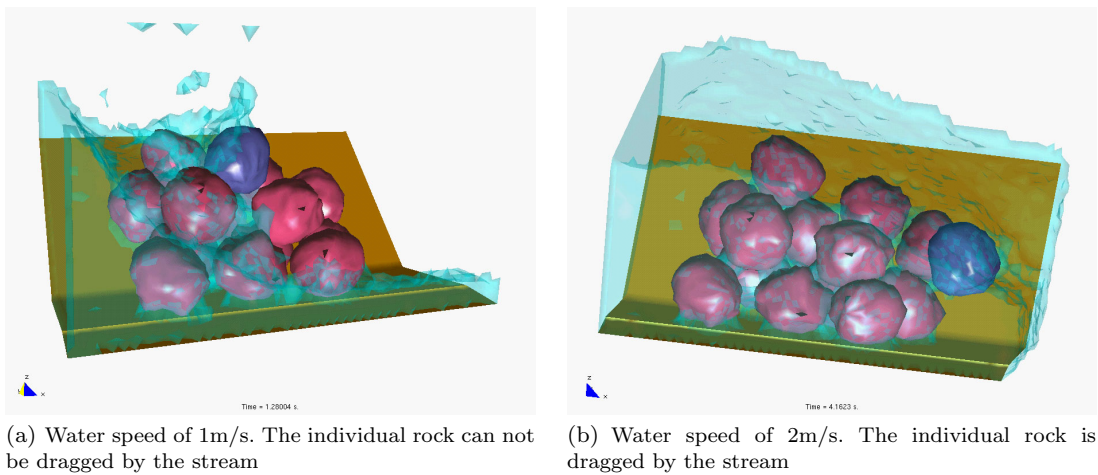 z
x
Time = 1.28004 s.
(a) Water speed of 1m/s. The individual rock can not
be dragged by the stream
z
x
Time = 4.1623 s.
(b) Water speed of 2m/s. The individual rock is
dragged by the stream